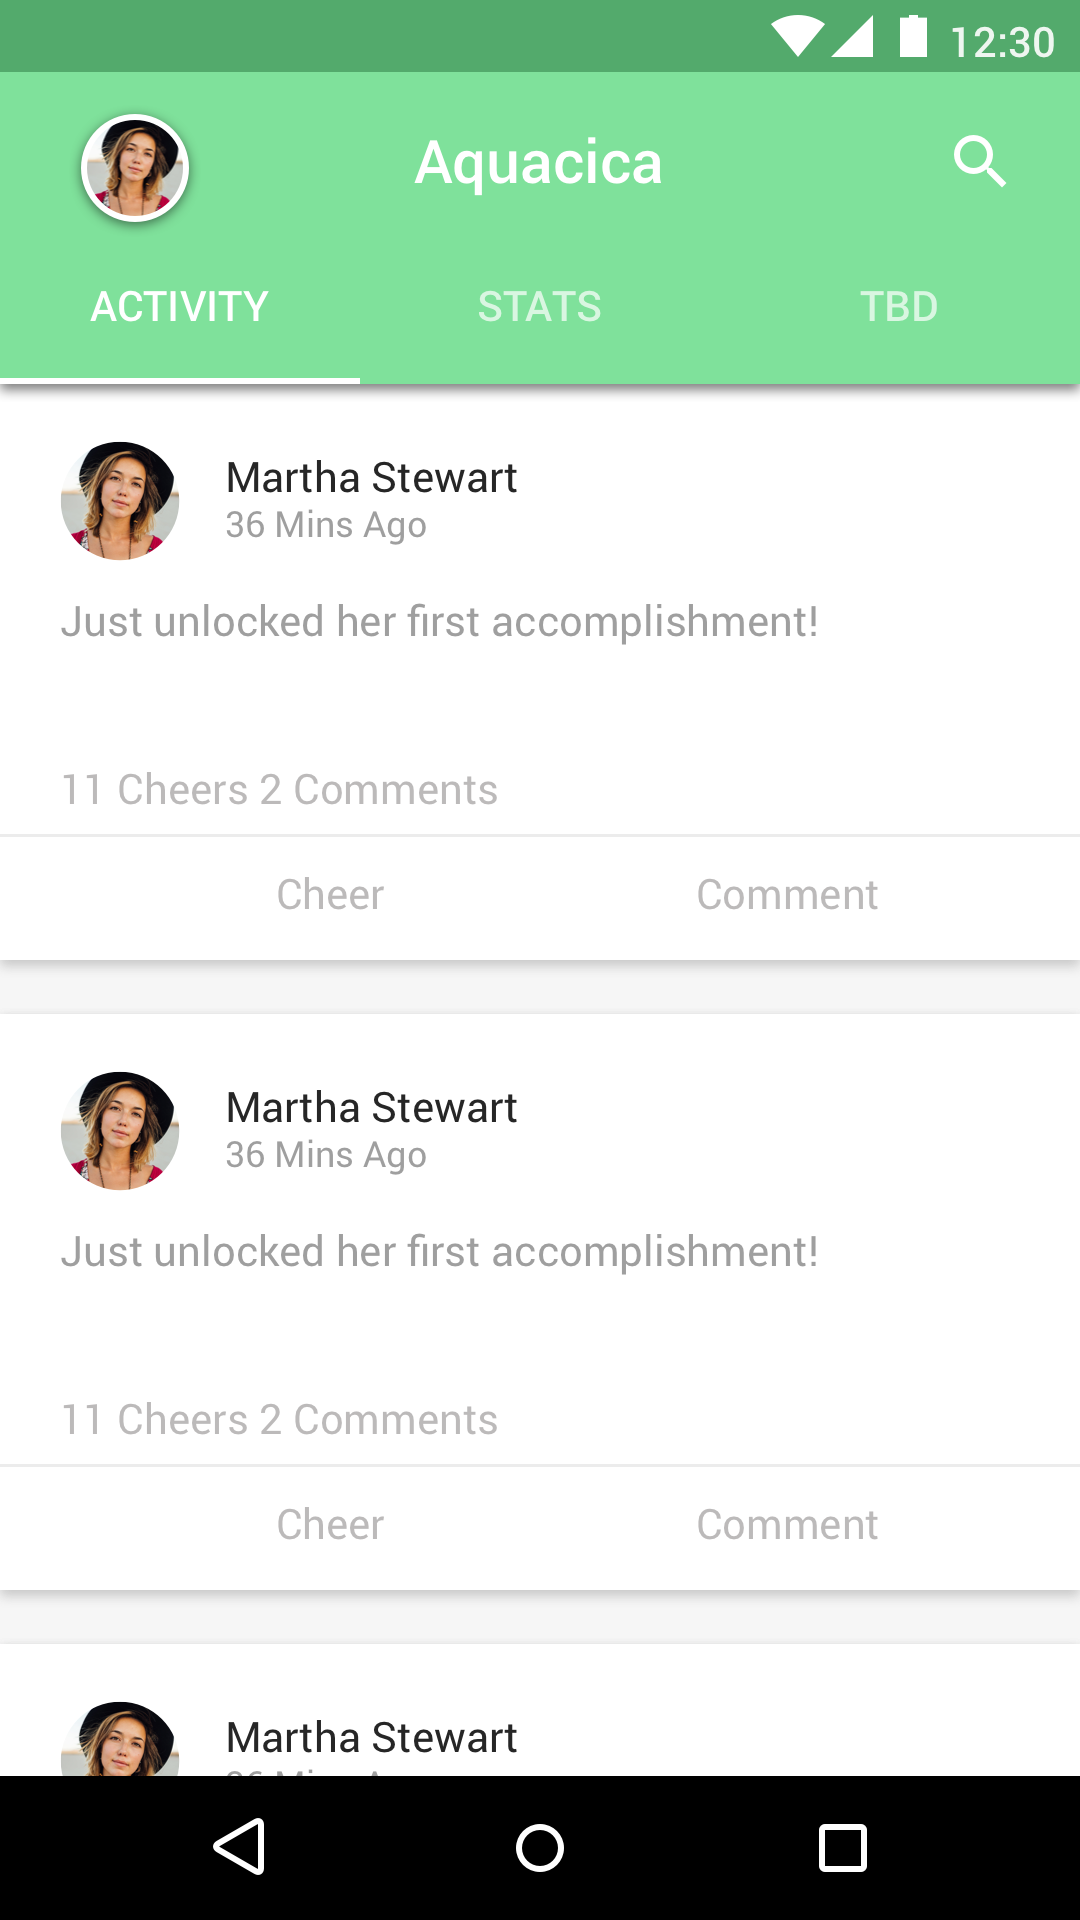 12:30
Aquacica
ACTIVITY STATS TBD
Martha Stewart
36 Mins Ago
Just unlocked her first accomplishment!
11 Cheers 2 Comments
Cheer Comment
Martha Stewart
36 Mins Ago
Just unlocked her first accomplishment!
11 Cheers 2 Comments
Cheer Comment
Martha Stewart